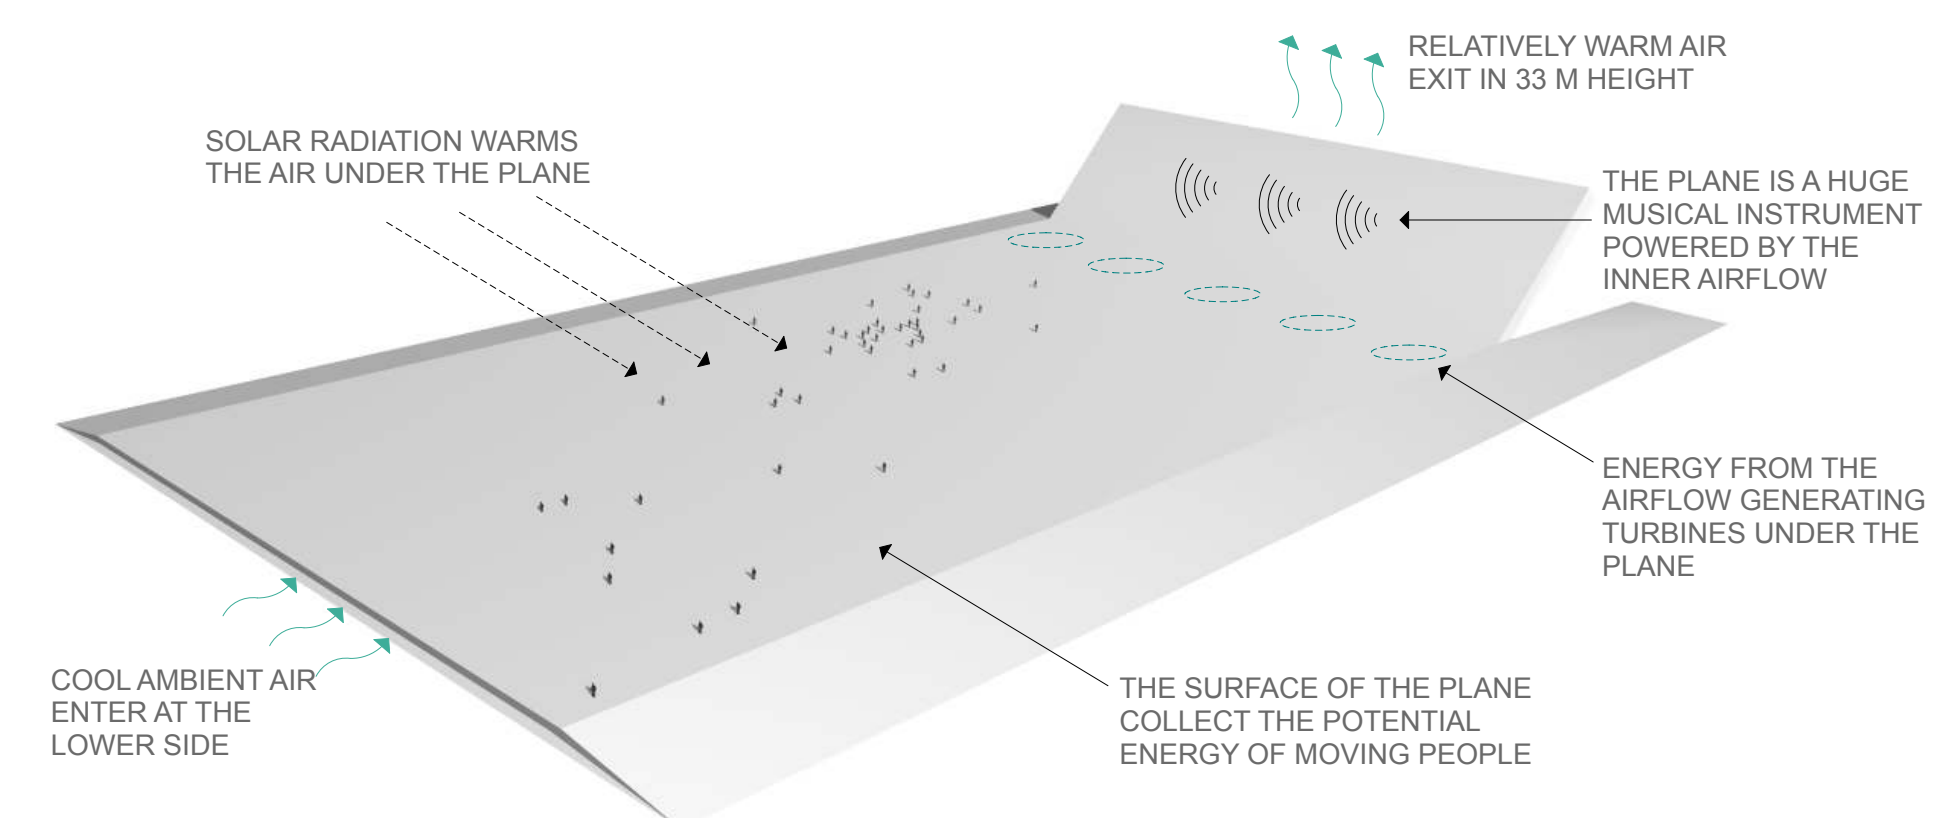 RELATIVELY WARM AIR
EXIT IN 33 M HEIGHT
SOLAR RADIATION WARMS
THE AIR UNDER THE PLANE
THE PLANE IS A HUGE
MUSICAL INSTRUMENT
POWERED BY THE
INNER AIRFLOW
ENERGY FROM THE
AIRFLOW GENERATING
TURBINES UNDER THE
PLANE
COOL AMBIENT AIR
ENTER AT THE
LOWER SIDE
THE SURFACE OF THE PLANE
COLLECT THE POTENTIAL
ENERGY OF MOVING PEOPLE